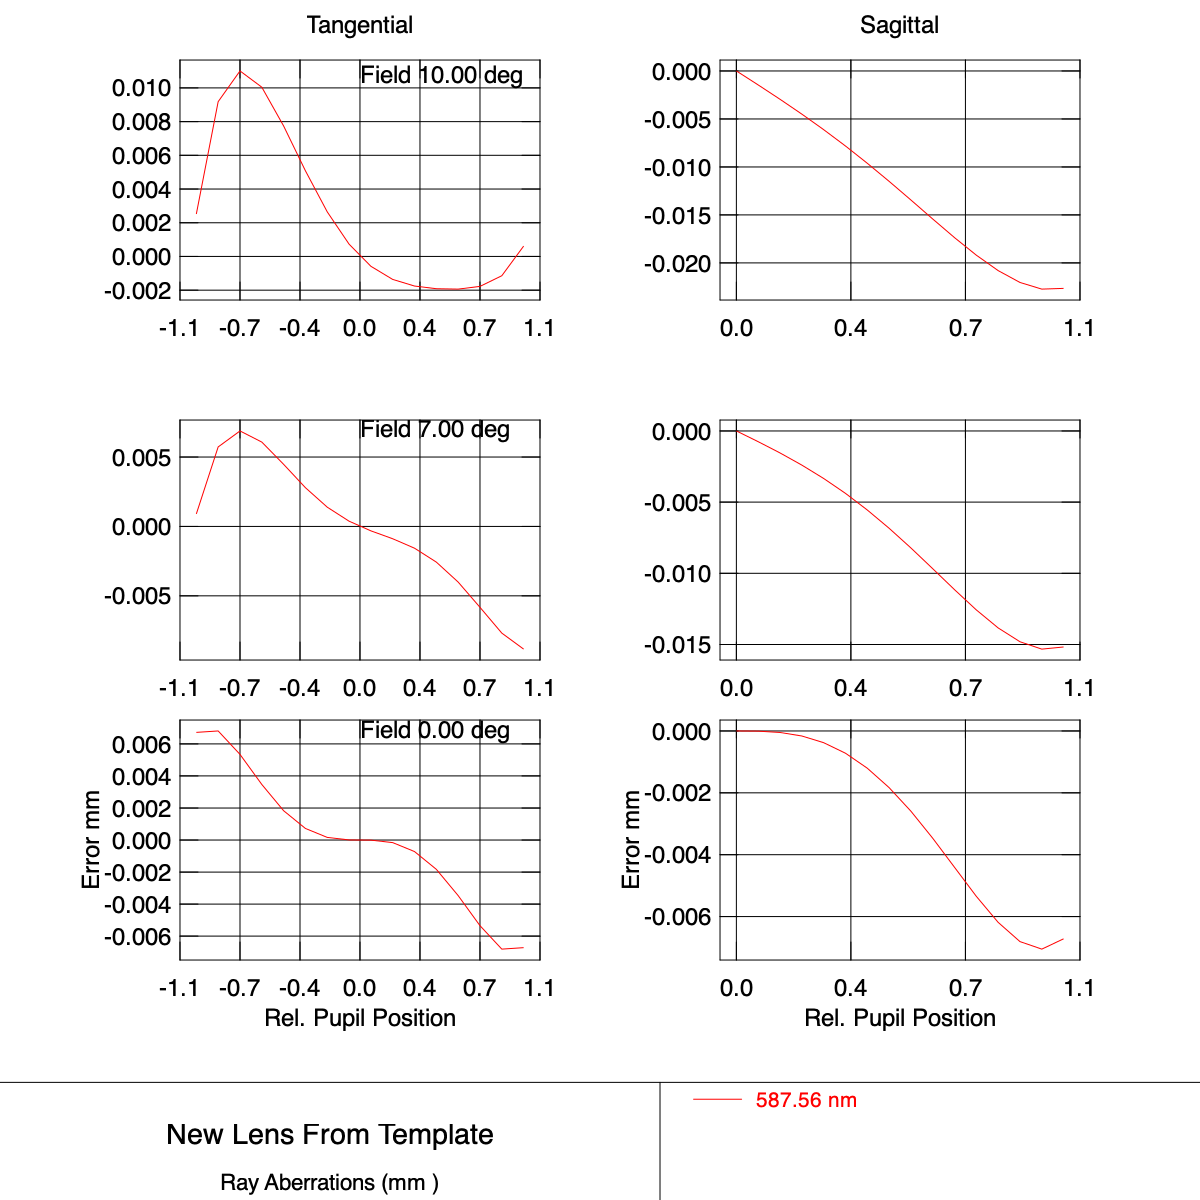 Tangential Sagittal
Field 10.00 deg
0.010
0.008
0.006
0.004
0.002
0.000
-0.002
-1.1 -0.7 -0.4 0.0 0.4 0.7 1.1
0.000
-0.005
-0.010
-0.015
-0.020
0.0 0.4 0.7 1.1
Field 7.00 deg
0.005
0.000
-0.005
-1.1 -0.7 -0.4 0.0 0.4 0.7 1.1
0.000
-0.005
-0.010
-0.015
0.0 0.4 0.7 1.1
Field 0.00 deg
Error mm
0.006
0.004
0.002
0.000
-0.002
-0.004
-0.006
-1.1 -0.7 -0.4 0.0 0.4 0.7 1.1
Rel. Pupil Position
Error mm
0.000
-0.002
-0.004
-0.006
0.0 0.4 0.7 1.1
Rel. Pupil Position
587.56 nm
New Lens From Template
Ray Aberrations (mm )